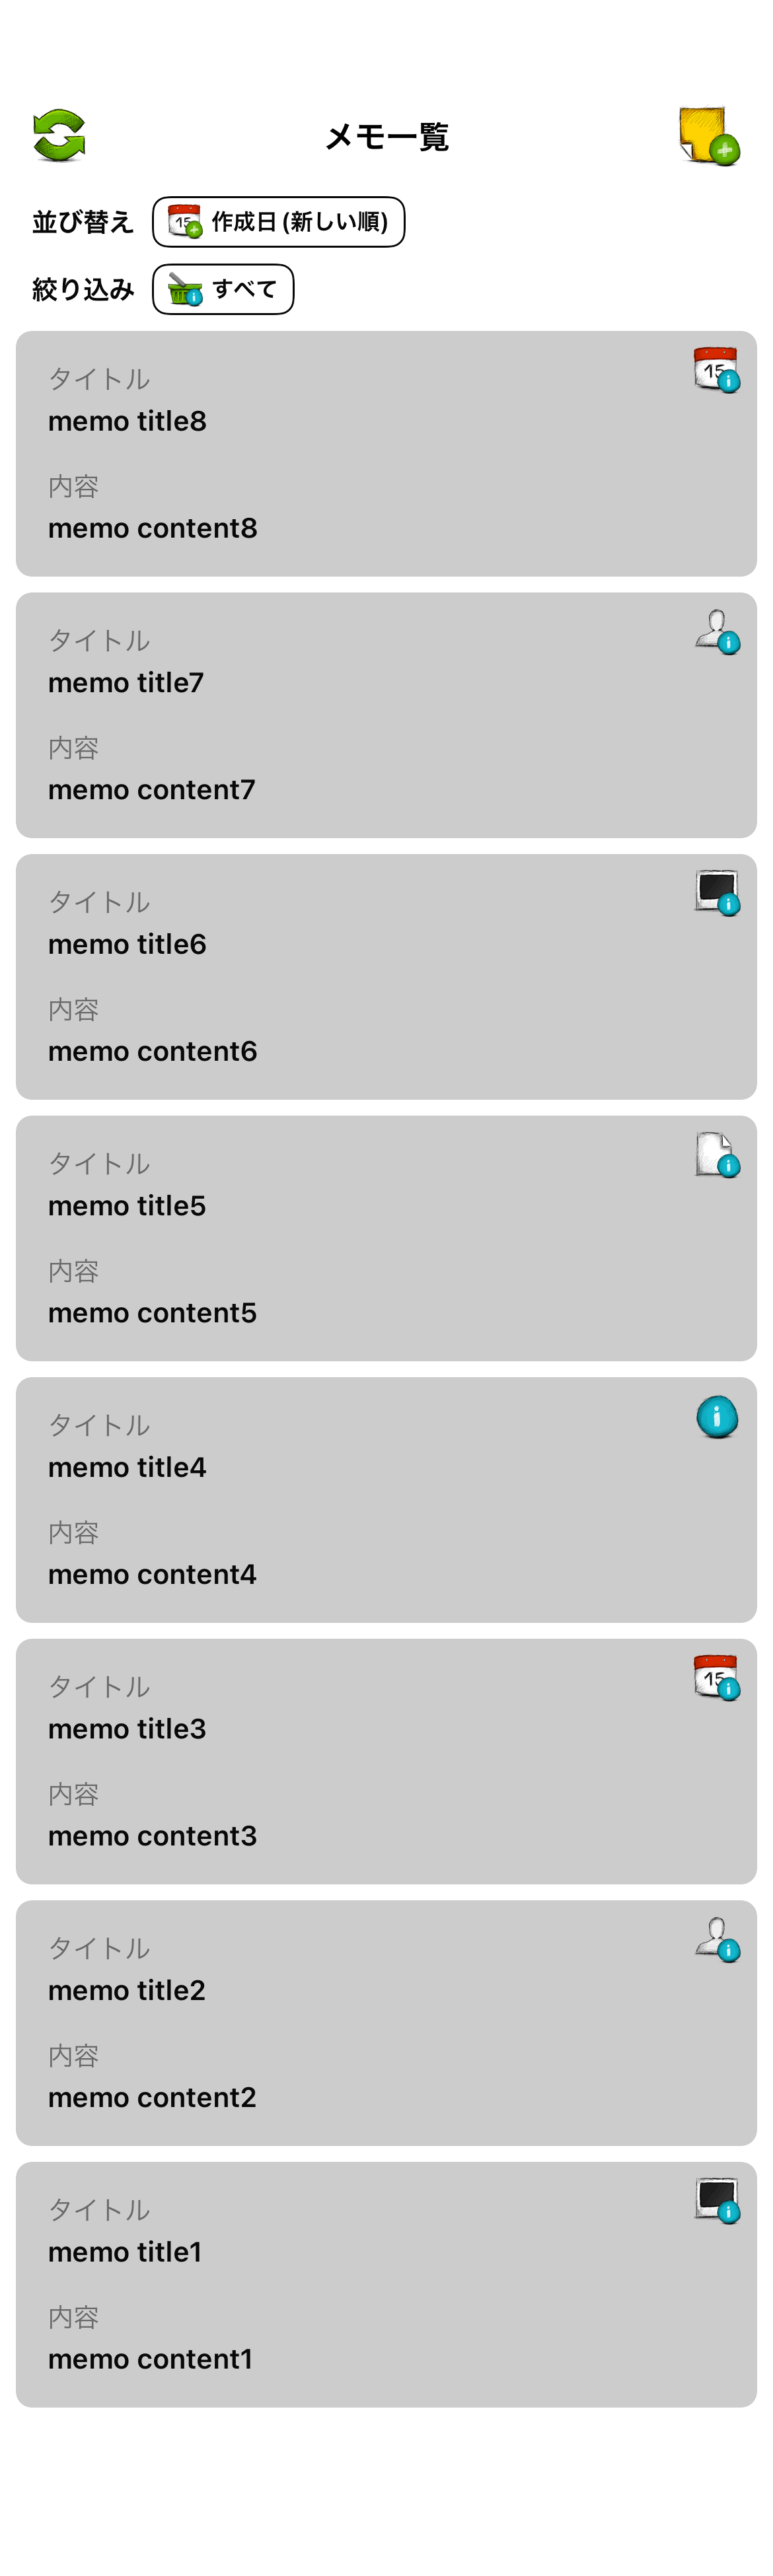 メモ一覧
並び替え 15 作成日(新しい順)
絞り込み i すべて
15 i
タイトル
memo title8
内容
memo content8
i
タイトル
memo title7
内容
memo content7
i
タイトル
memo title6
内容
memo content6
i
タイトル
memo title5
内容
memo content5
i
タイトル
memo title4
内容
memo content4
15 i
タイトル
memo title3
内容
memo content3
i
タイトル
memo title2
内容
memo content2
i
タイトル
memo title1
内容
memo content1